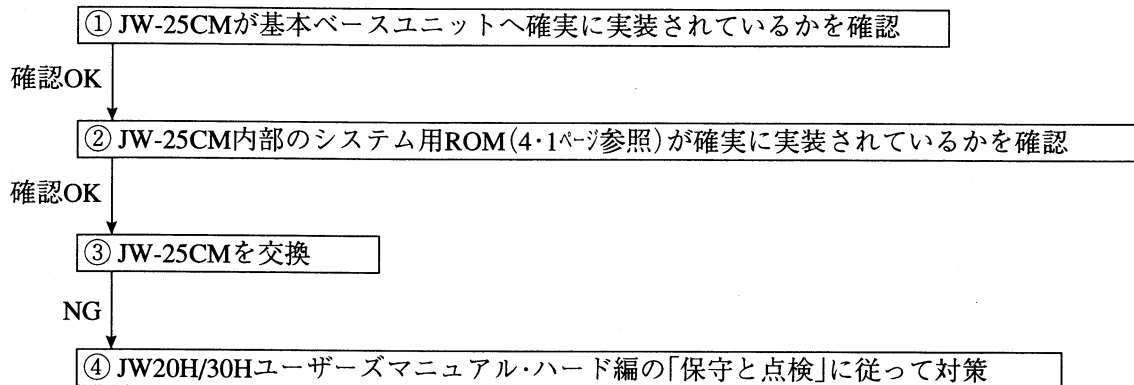 ① JW-25CMが基本ベースユニットへ確実に実装されているかを確認
確認OK
② JW-25CM内部のシステム用ROM(4･1ページ参照)が確実に実装されているかを確認
確認OK
③ JW-25CMを交換
NG
④ JW20H/30Hユーザーズマニュアル･ハード編の｢保守と点検｣に従って対策